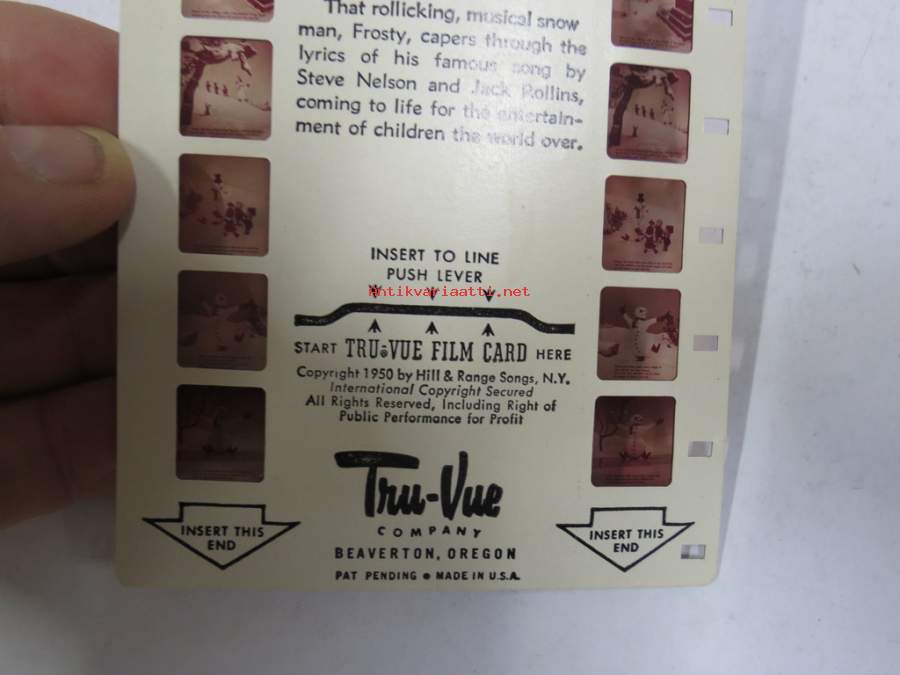 That rollicking, musical snow
man, Frosty, capers through the
lyrics of his famous song by
Steve Nelson and Jack Rollins,
coming to life for the entertain-
ment of children the world over.
INSERT TO LINE
PUSH LEVER
antikvariaatti.net
START TRU-VUE FILM CARD HERE
Copyright 1950 by Hill & Range Songs, N.Y.
International Copyright Secured
All Rights Reserved, Including Right of
Public Performance for Profit
Tru-Vue
COMPANY
BEAVERTON, OREGON
PAT PENDING ● MADE IN U.S.A.
INSERT THIS
END
INSERT THIS
END